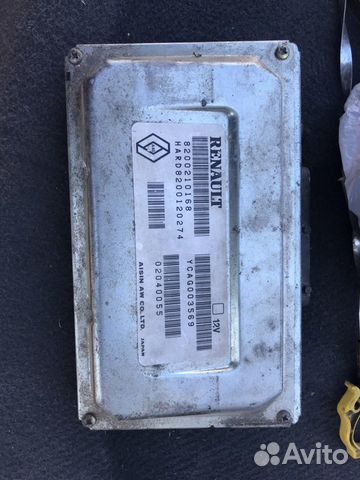 RENAULT
8200210168
HARD8200120274
12V
YCAG003569
02040055
AISIN AW CO., LTD. JAPAN
Avito